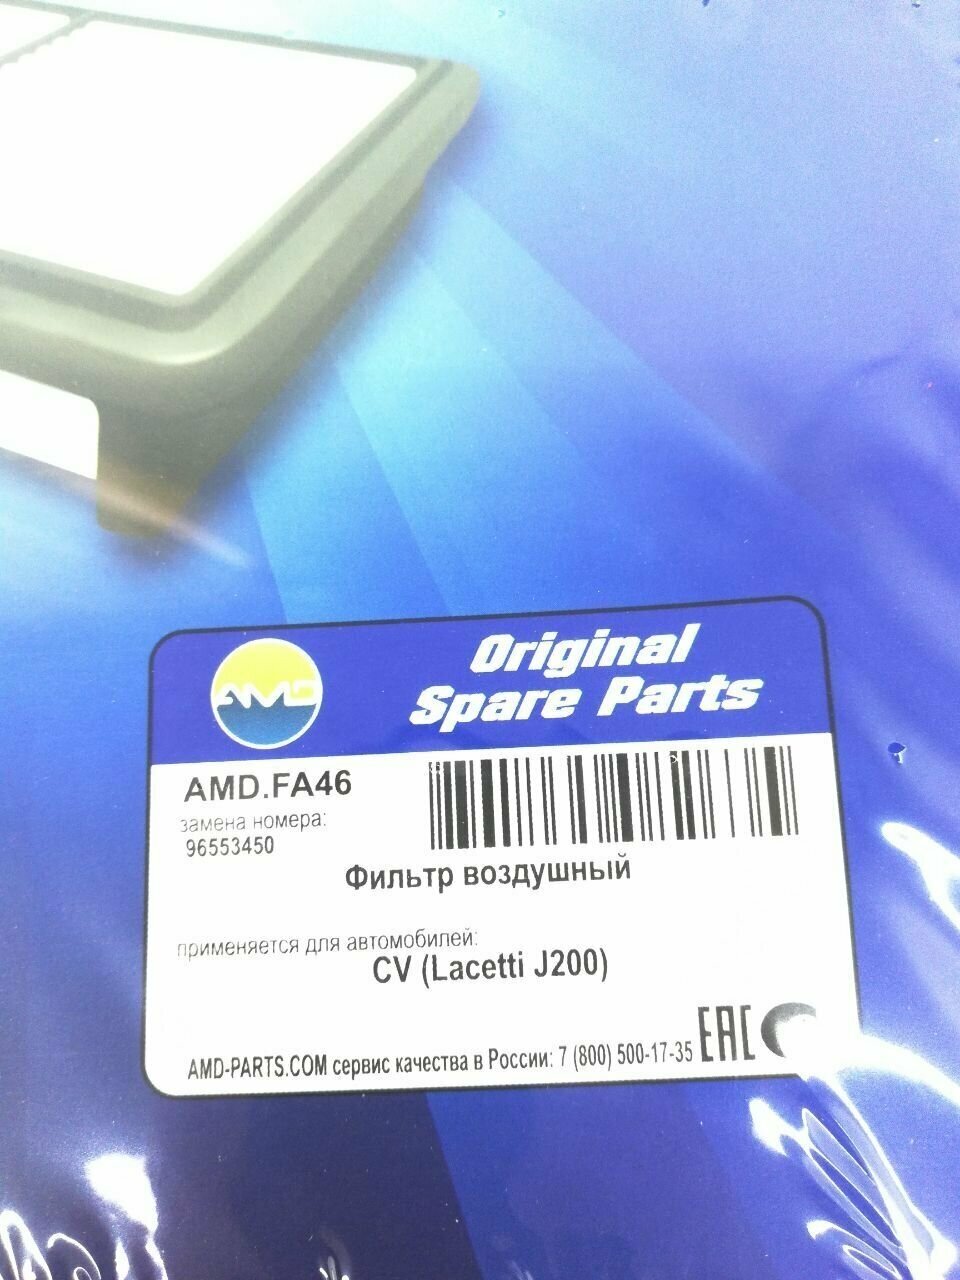 AMD
Original
Spare Parts
AMD.FA46
замена номера:
96553450
Фильтр воздушный
применяется для автомобилей:
CV (Lacetti J200)
AMD-PARTS.COM сервис качества в России: 7 (800) 500-17-35
EAC